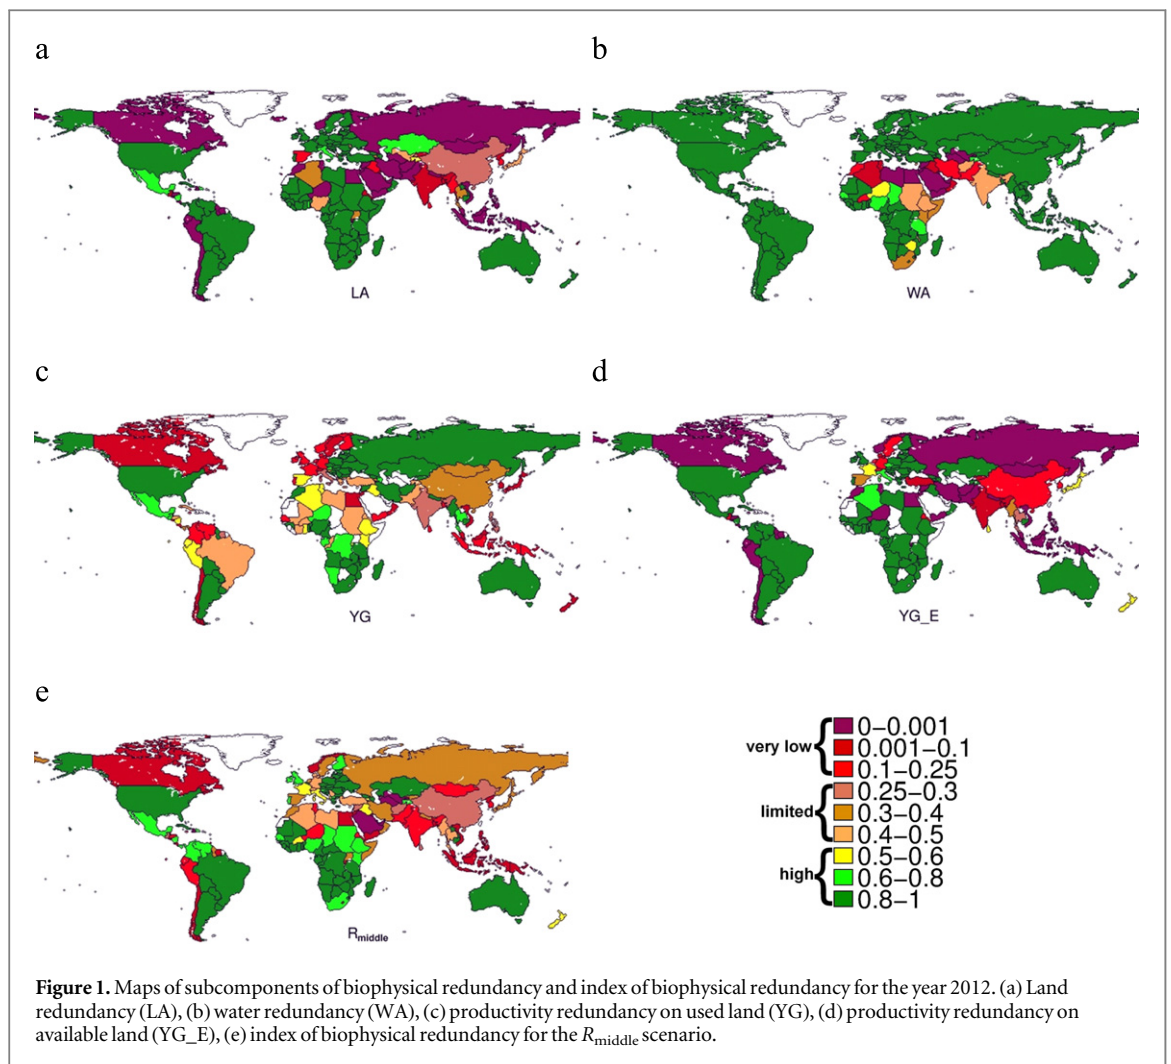 a
b
LA
WA
c
d
YG
YG_E
e
R_middle
very low
0–0.001
0.001–0.1
0.1–0.25
limited
0.25–0.3
0.3–0.4
0.4–0.5
high
0.5–0.6
0.6–0.8
0.8–1
Figure 1. Maps of subcomponents of biophysical redundancy and index of biophysical redundancy for the year 2012. (a) Land
redundancy (LA), (b) water redundancy (WA), (c) productivity redundancy on used land (YG), (d) productivity redundancy on
available land (YG_E), (e) index of biophysical redundancy for the R_middle scenario.